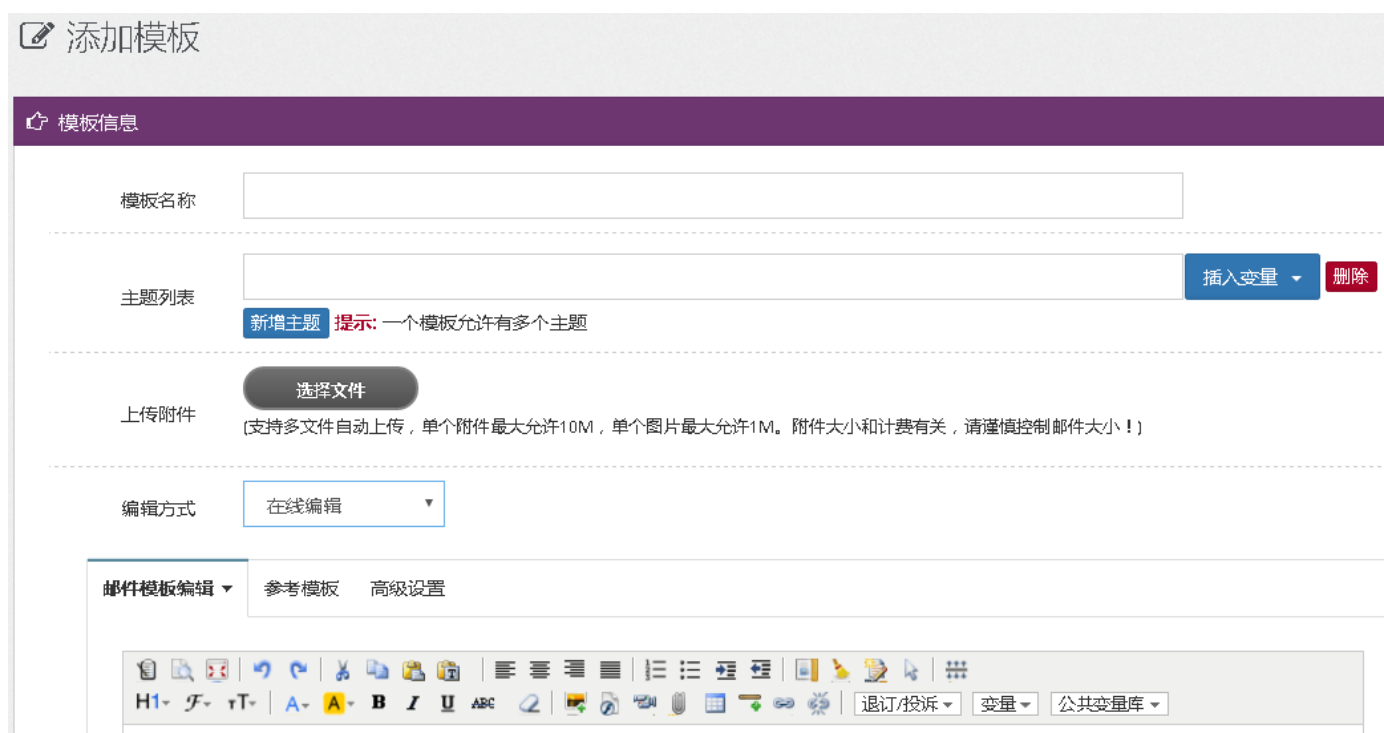 添加模板
模板信息
模板名称
主题列表
插入变量
删除
新增主题 提示: 一个模板允许有多个主题
上传附件
选择文件
(支持多文件自动上传，单个附件最大允许10M，单个图片最大允许1M。附件大小和计费有关，请谨慎控制邮件大小！)
编辑方式
在线编辑
邮件模板编辑 参考模板 高级设置
H1 F TT A A B I U ABC 退订/投诉 变量 公共变量库